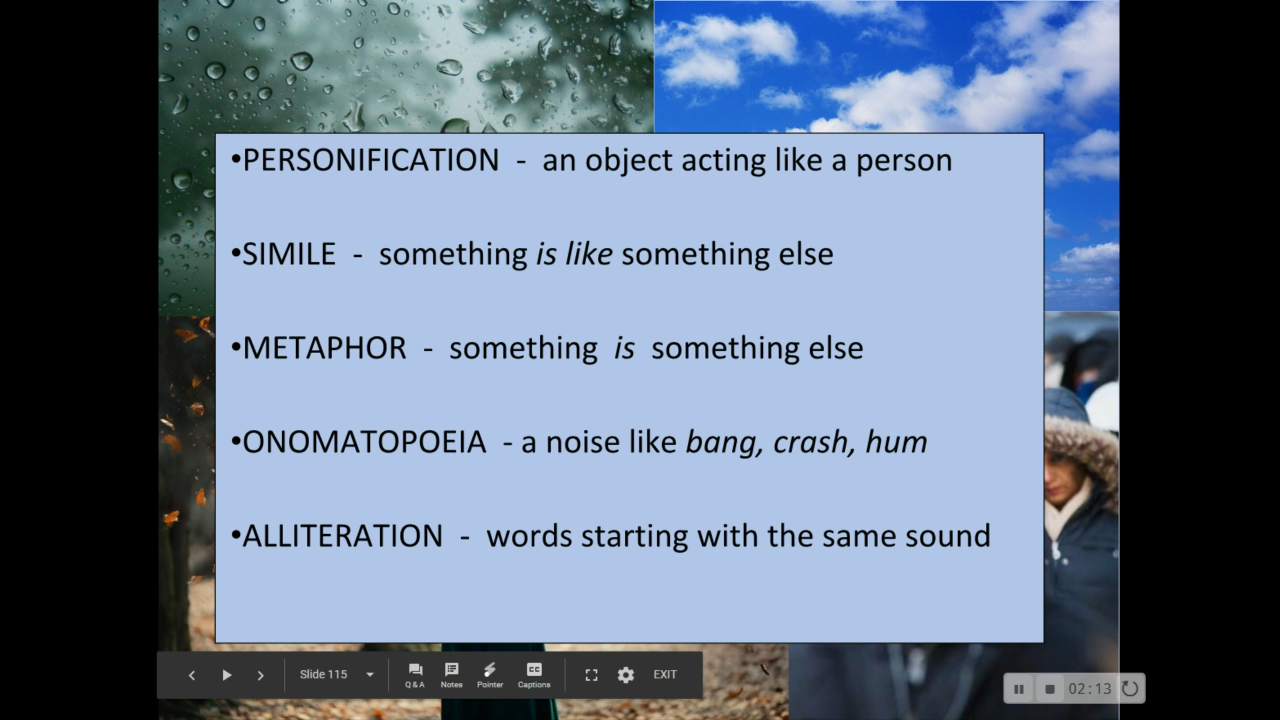 •PERSONIFICATION - an object acting like a person
•SIMILE - something is like something else
•METAPHOR - something is something else
•ONOMATOPOEIA - a noise like bang, crash, hum
•ALLITERATION - words starting with the same sound
Slide 115
Q & A
Notes
Pointer
CC
Captions
EXIT
02:13